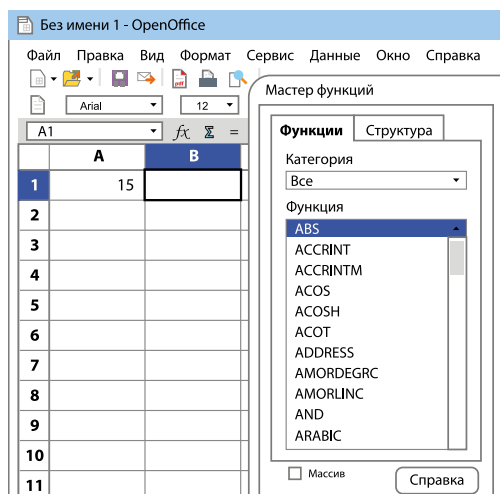 Без имени 1 - OpenOffice
Файл Правка Вид Формат Сервис Данные Окно Справка
pdf
Arial 12
A1 fx Σ =
A B
1 15
2
3
4
5
6
7
8
9
10
11
Мастер функций
Функции Структура
Категория
Все
Функция
ABS
ACCRINT
ACCRINTM
ACOS
ACOSH
ACOT
ADDRESS
AMORDEGRC
AMORLINC
AND
ARABIC
Массив Справка